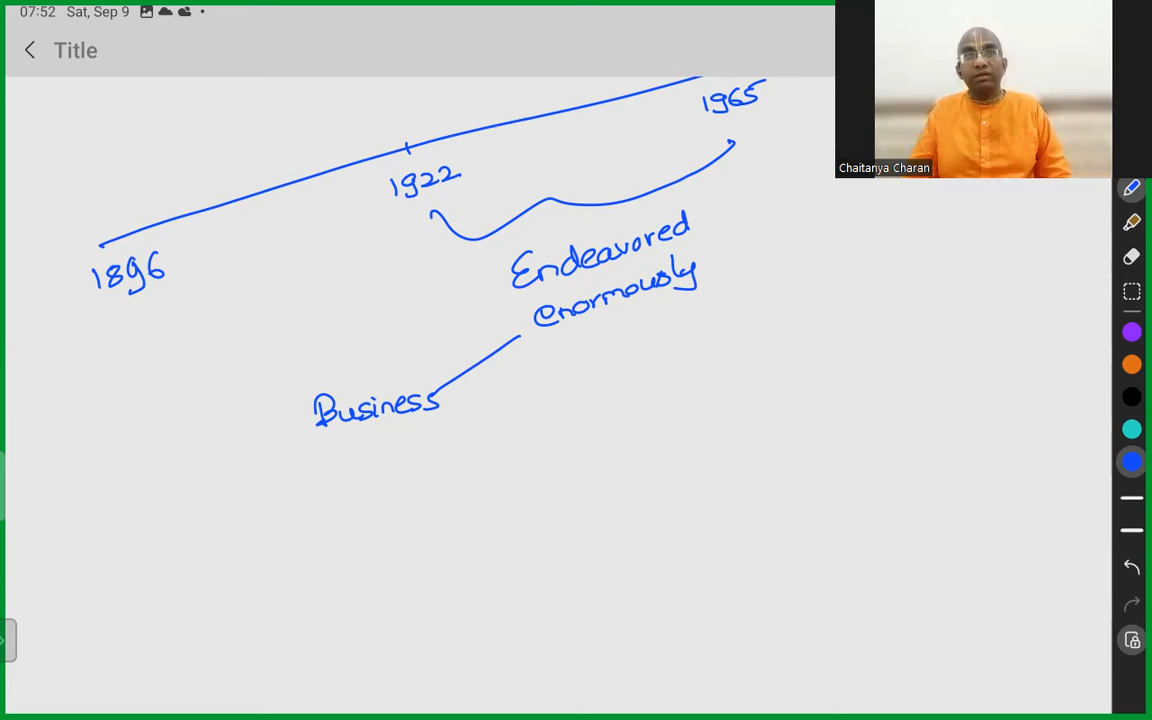 07:52 Sat, Sep 9
Title
1965
1922
1896
Endeavored
enormously
Business
Chaitanya Charan